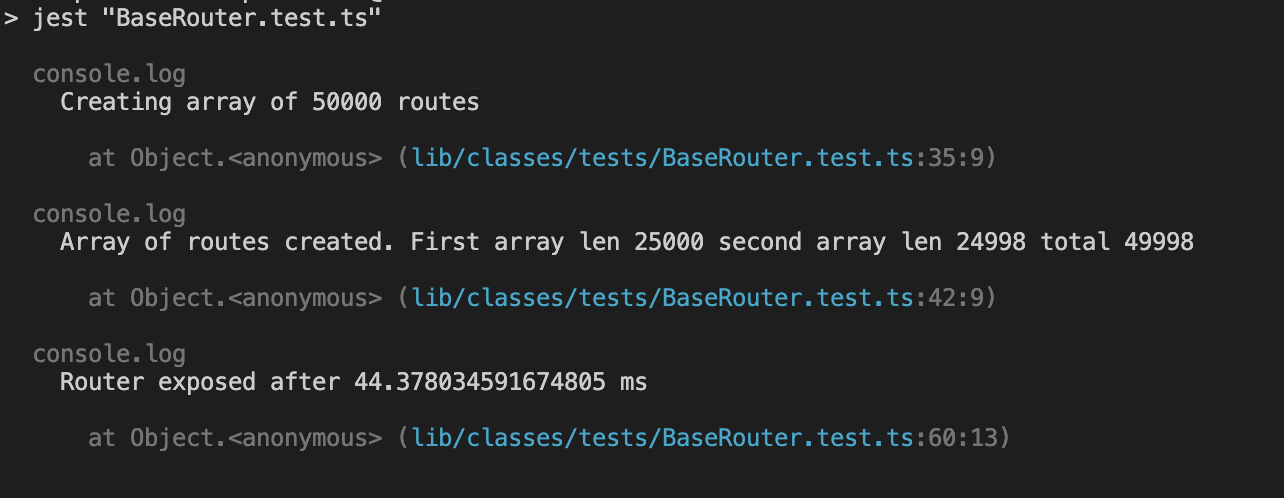 > jest "BaseRouter.test.ts"
console.log
Creating array of 50000 routes
at Object.<anonymous> (lib/classes/tests/BaseRouter.test.ts:35:9)
console.log
Array of routes created. First array len 25000 second array len 24998 total 49998
at Object.<anonymous> (lib/classes/tests/BaseRouter.test.ts:42:9)
console.log
Router exposed after 44.378034591674805 ms
at Object.<anonymous> (lib/classes/tests/BaseRouter.test.ts:60:13)